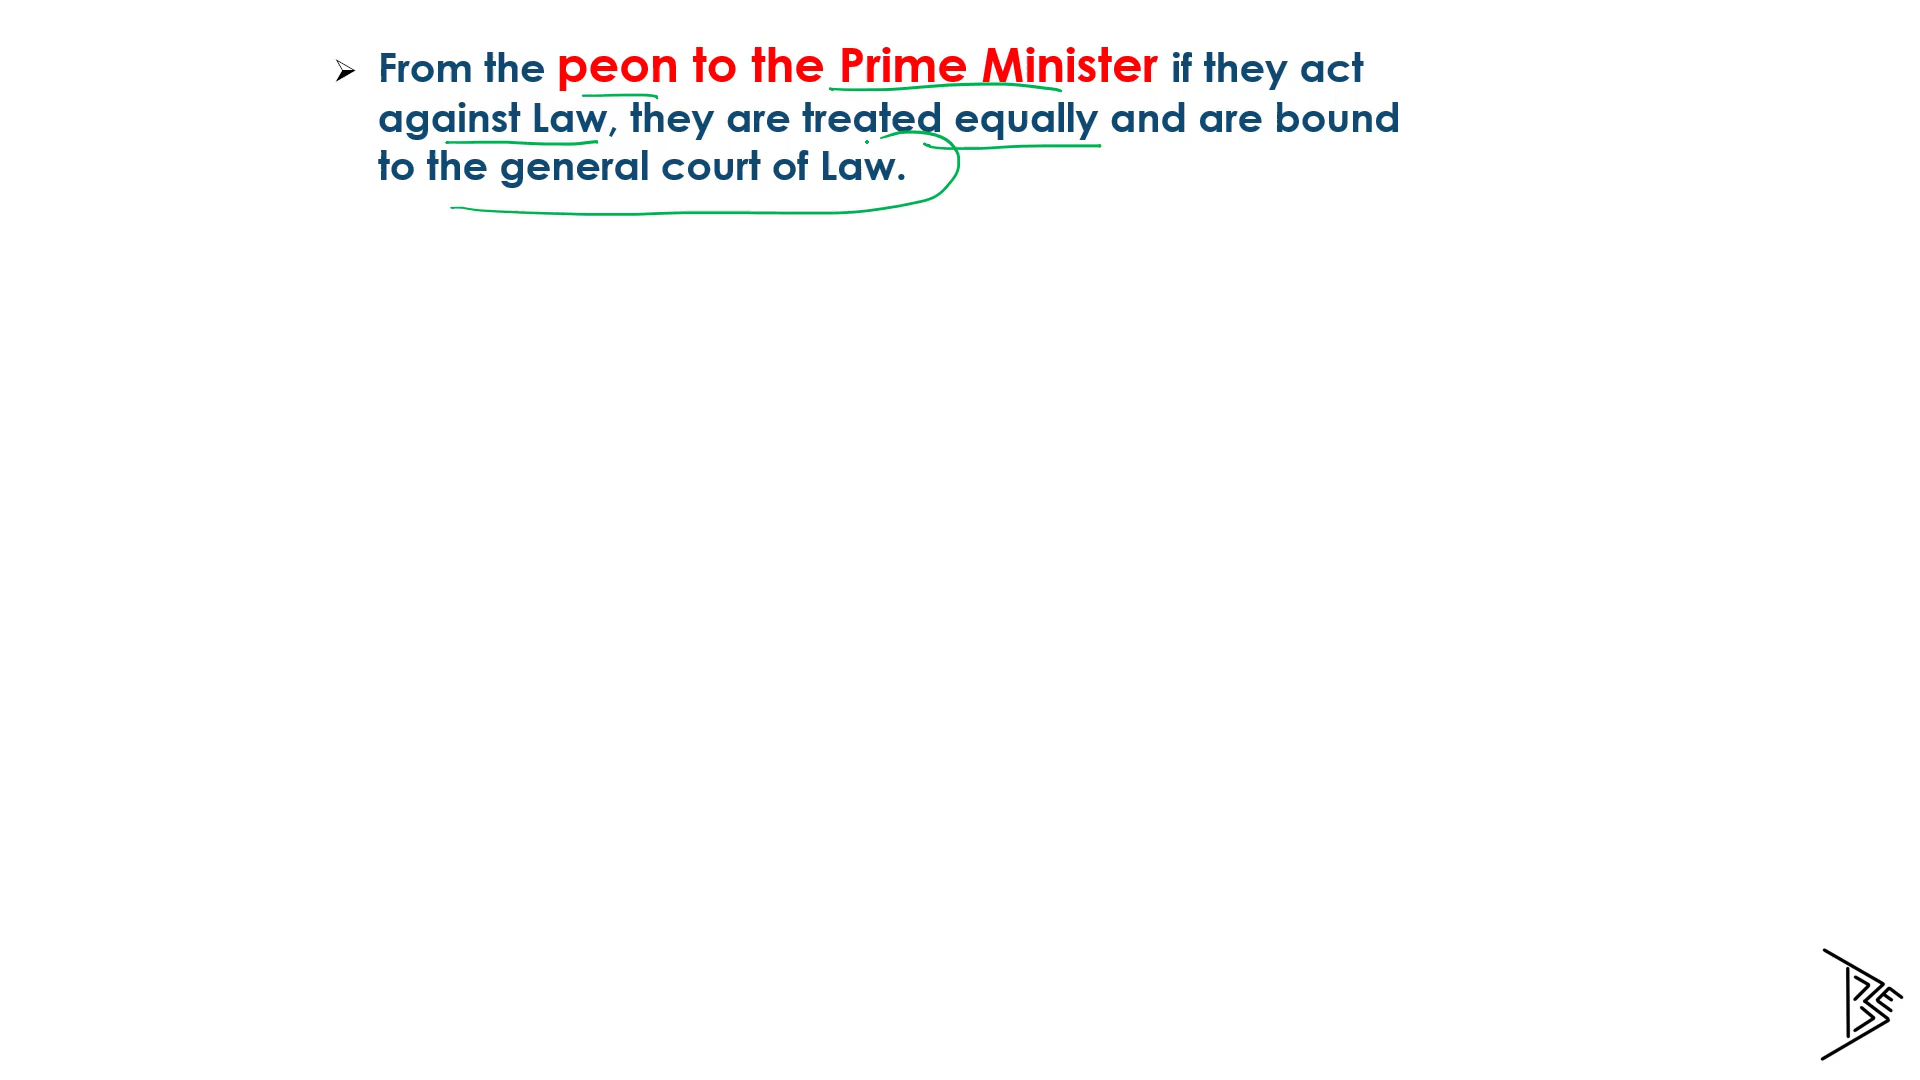 ➢ From the peon to the Prime Minister if they act
against Law, they are treated equally and are bound
to the general court of Law.